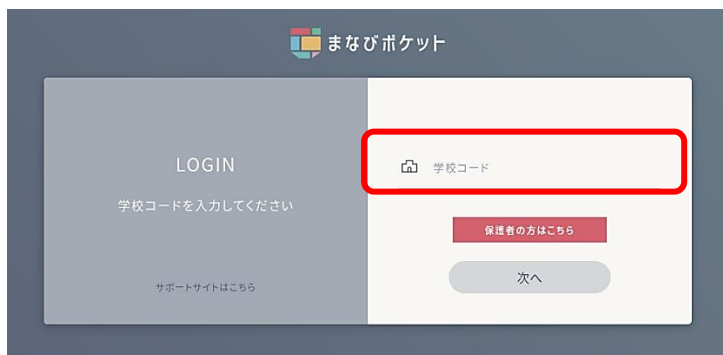 まなびポケット
LOGIN
学校コードを入力してください
サポートサイトはこちら
学校コード
保護者の方はこちら
次へ